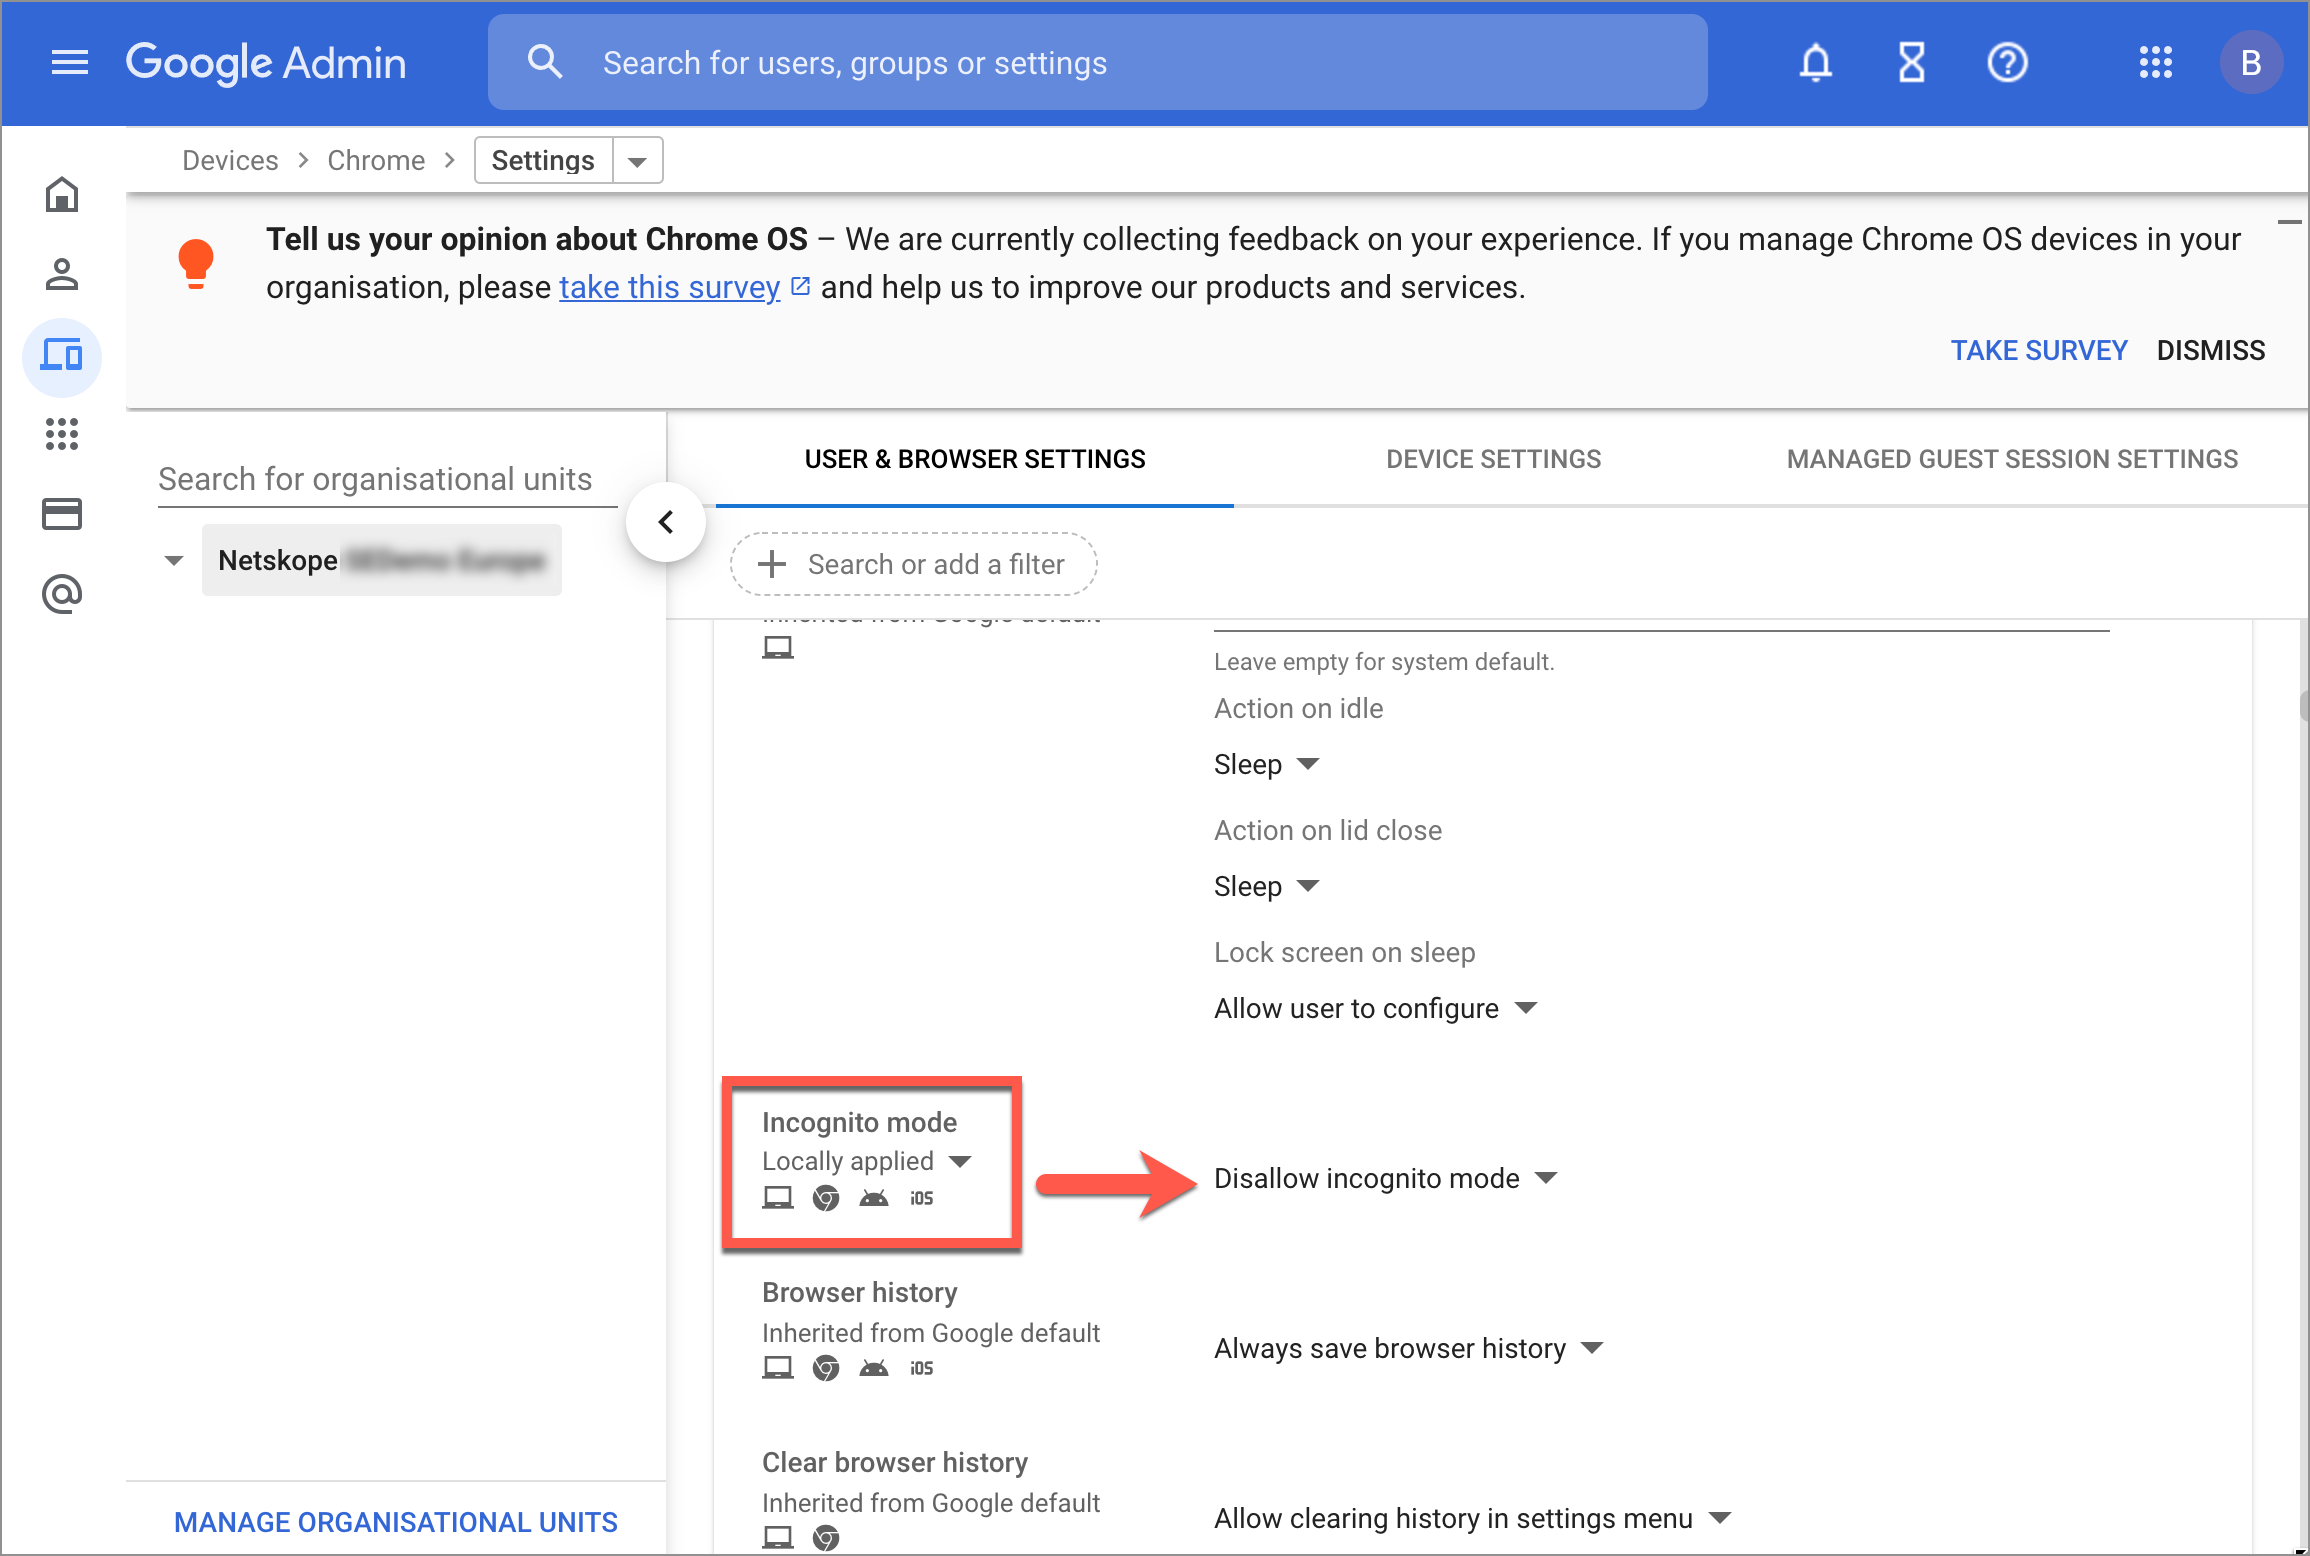 Google Admin
Search for users, groups or settings
B
Devices > Chrome > Settings
Tell us your opinion about Chrome OS – We are currently collecting feedback on your experience. If you manage Chrome OS devices in your
organisation, please take this survey and help us to improve our products and services.
TAKE SURVEY DISMISS
Search for organisational units
Netskope
MANAGE ORGANISATIONAL UNITS
USER & BROWSER SETTINGS
DEVICE SETTINGS
MANAGED GUEST SESSION SETTINGS
Search or add a filter
Inherited from Google default
Leave empty for system default.
Action on idle
Sleep
Action on lid close
Sleep
Lock screen on sleep
Allow user to configure
Incognito mode
Locally applied
iOS
Disallow incognito mode
Browser history
Inherited from Google default
iOS
Always save browser history
Clear browser history
Inherited from Google default
Allow clearing history in settings menu